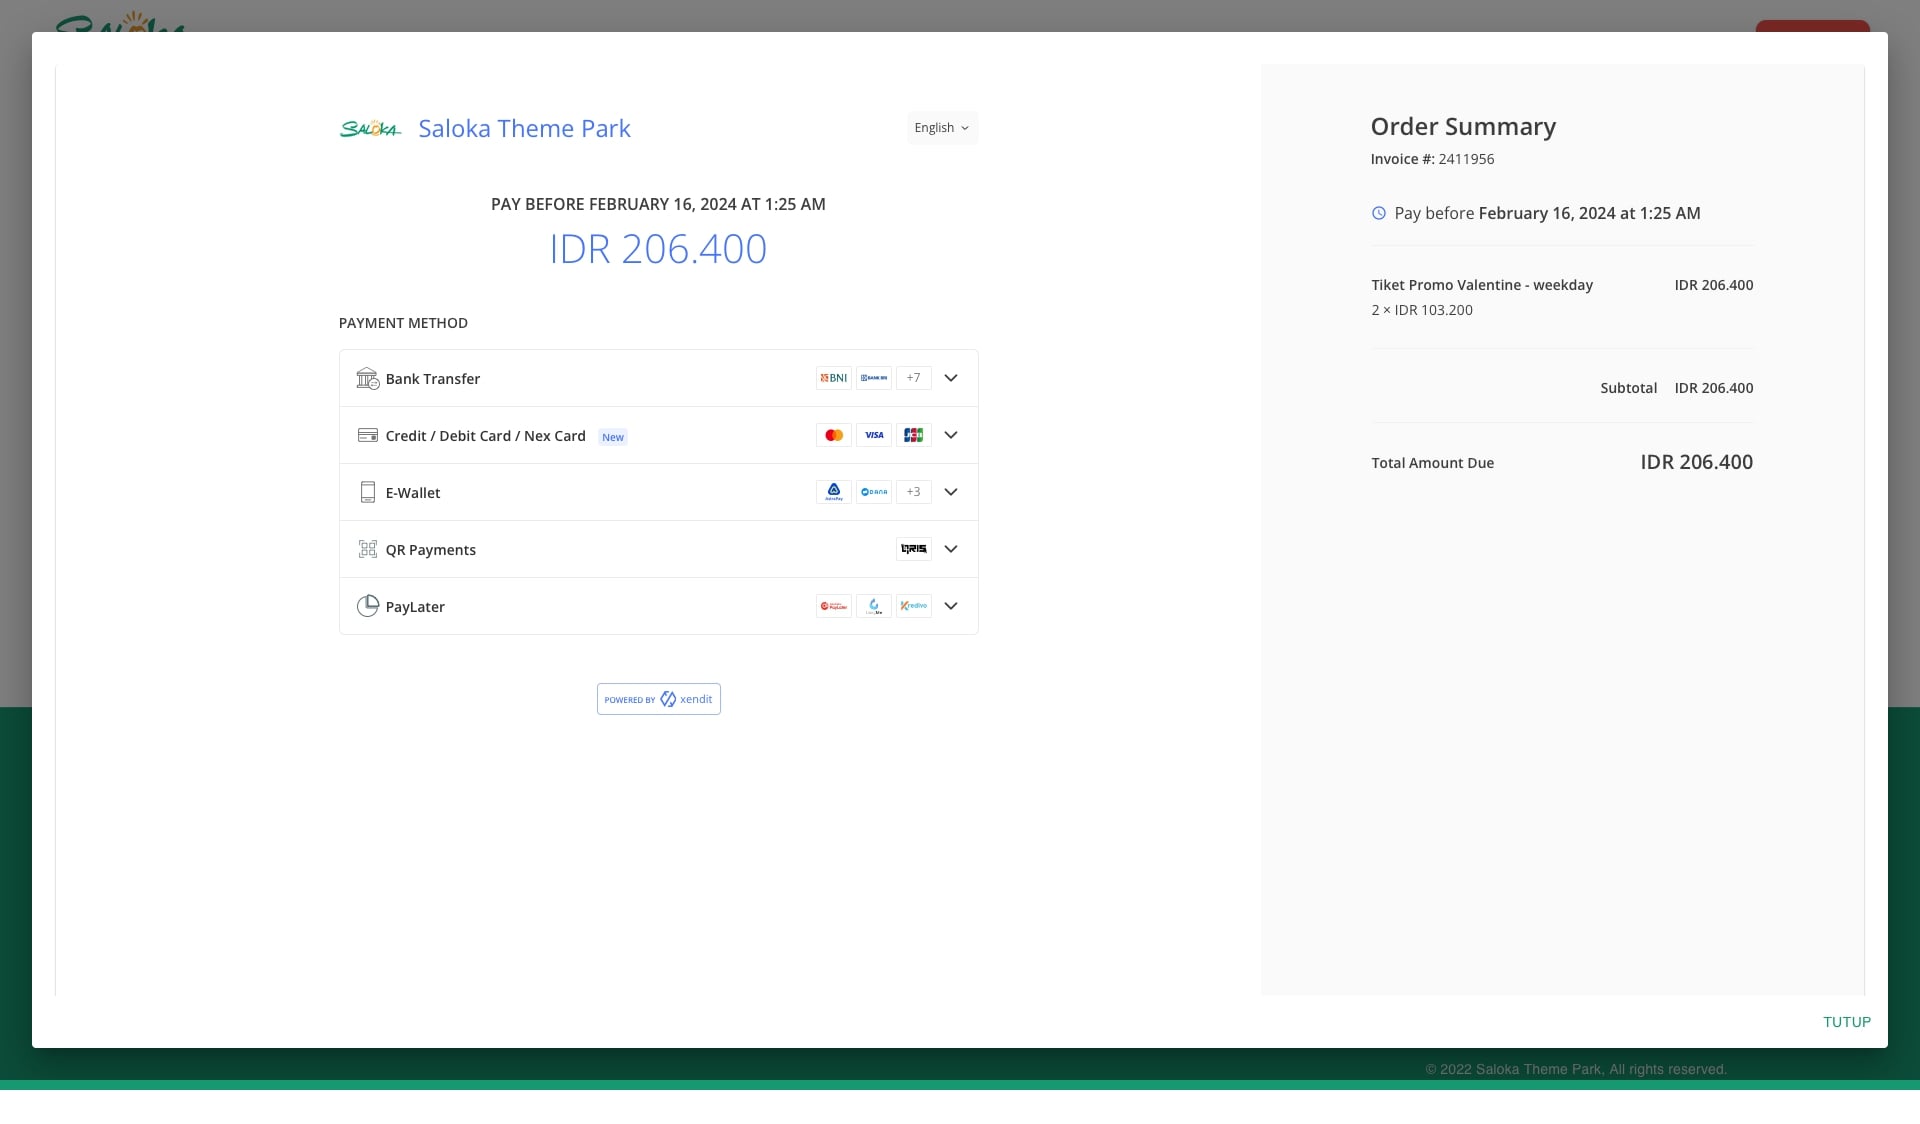 SALOKA
Saloka Theme Park
English
PAY BEFORE FEBRUARY 16, 2024 AT 1:25 AM
IDR 206.400
PAYMENT METHOD
Bank Transfer
BNI
BANK BRI
+7
Credit / Debit Card / Nex Card
New
VISA
JCB
E-Wallet
AstraPay
DANA
+3
QR Payments
QRIS
PayLater
PayLater
Kredivo
POWERED BY xendit
Order Summary
Invoice #: 2411956
Pay before February 16, 2024 at 1:25 AM
Tiket Promo Valentine - weekday IDR 206.400
2 × IDR 103.200
Subtotal IDR 206.400
Total Amount Due IDR 206.400
TUTUP
© 2022 Saloka Theme Park, All rights reserved.